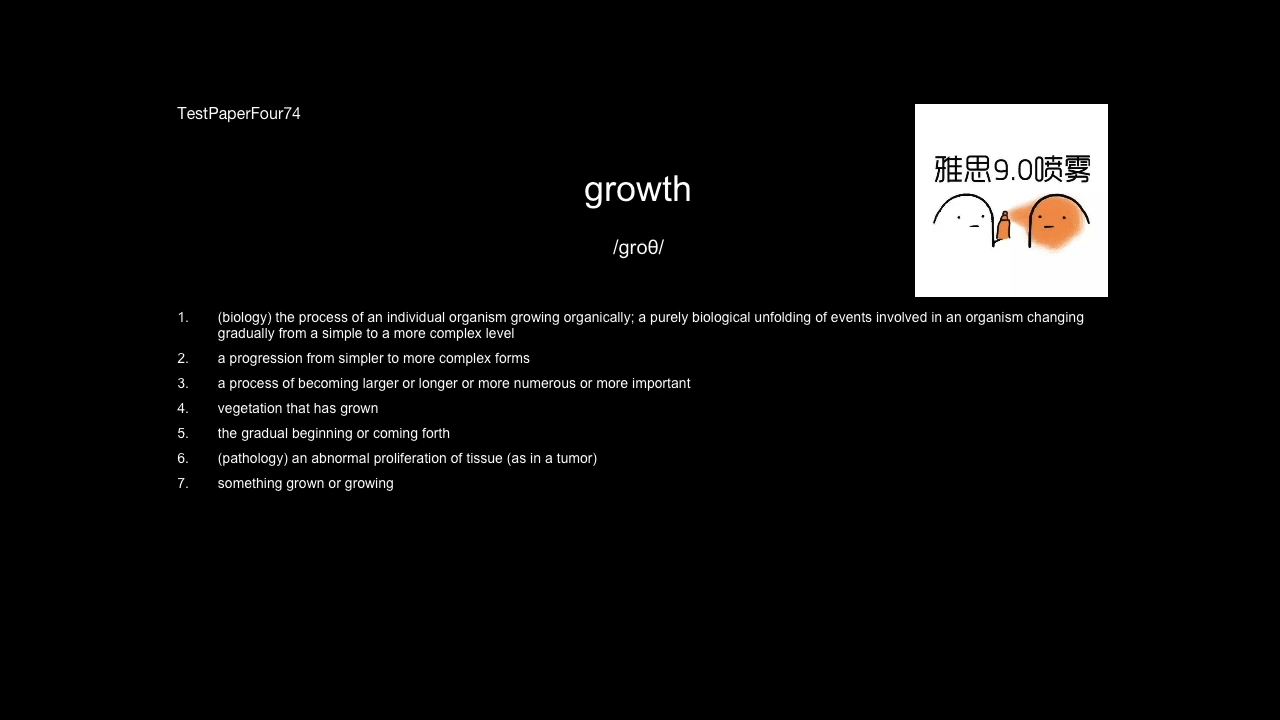 TestPaperFour74
雅思9.0喷雾
growth
/ɡroθ/
1. (biology) the process of an individual organism growing organically; a purely biological unfolding of events involved in an organism changing
gradually from a simple to a more complex level
2. a progression from simpler to more complex forms
3. a process of becoming larger or longer or more numerous or more important
4. vegetation that has grown
5. the gradual beginning or coming forth
6. (pathology) an abnormal proliferation of tissue (as in a tumor)
7. something grown or growing